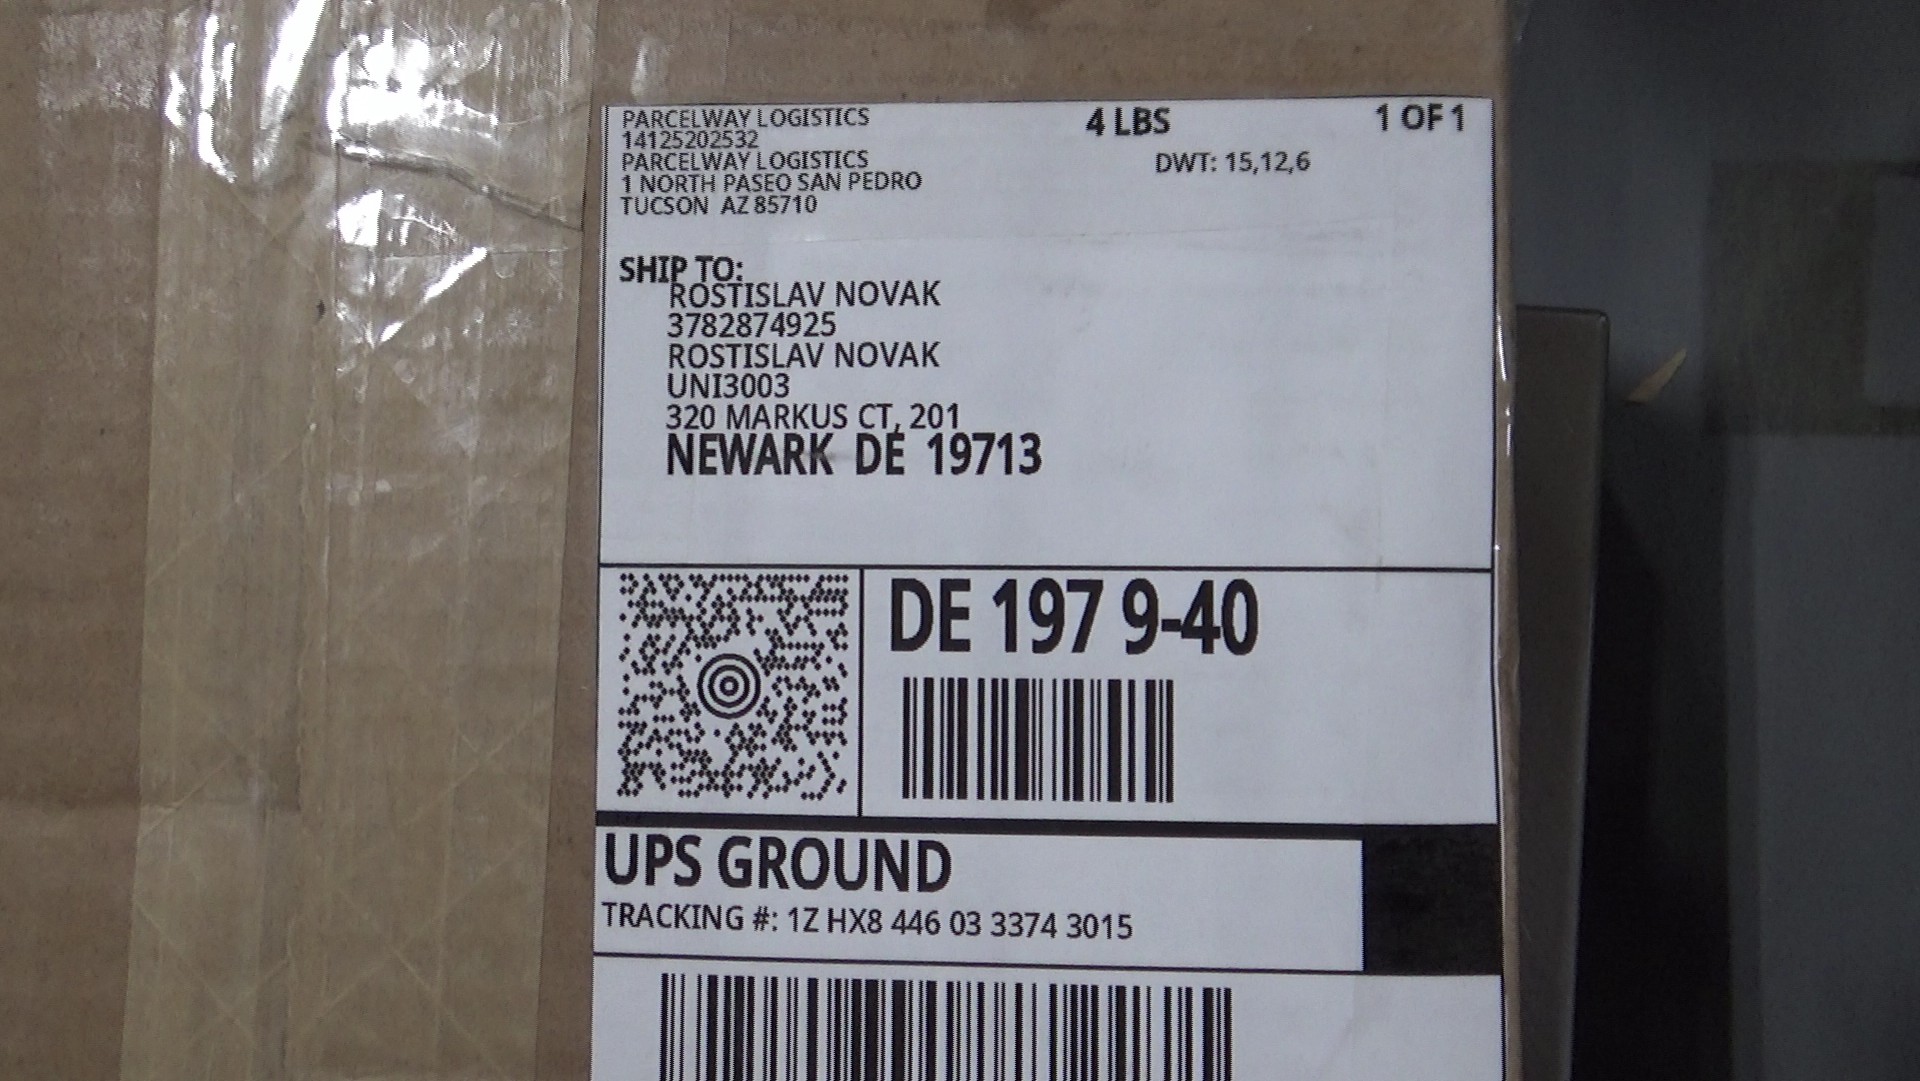 PARCELWAY LOGISTICS
14125202532
PARCELWAY LOGISTICS
1 NORTH PASEO SAN PEDRO
TUCSON AZ 85710
4 LBS
1 OF 1
DWT: 15,12,6
SHIP TO:
ROSTISLAV NOVAK
3782874925
ROSTISLAV NOVAK
UNI3003
320 MARKUS CT, 201
NEWARK DE 19713
DE 197 9-40
UPS GROUND
TRACKING #: 1Z HX8 446 03 3374 3015